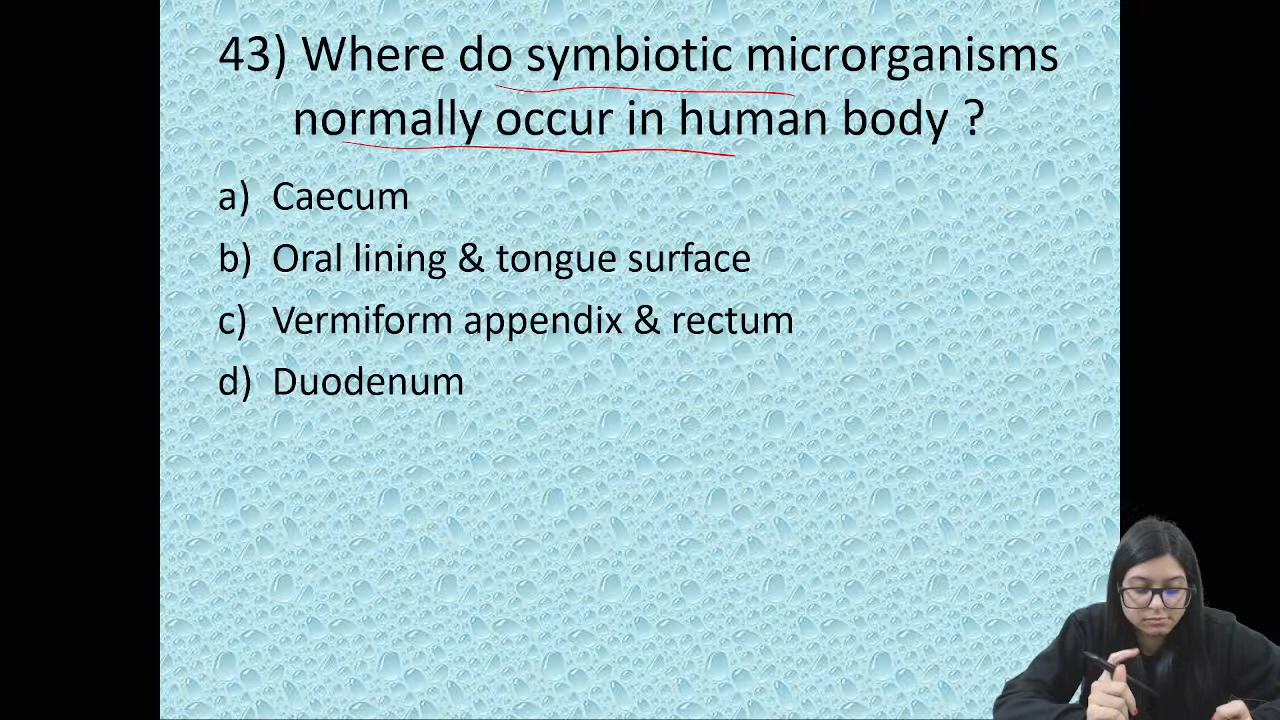 43) Where do symbiotic microrganisms
normally occur in human body ?
a) Caecum
b) Oral lining & tongue surface
c) Vermiform appendix & rectum
d) Duodenum